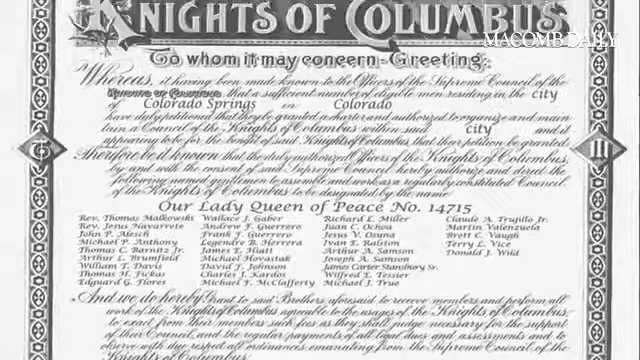 KNIGHTS OF COLUMBUS
MACOMB DAILY
To whom it may concern - Greeting:
Whereas, it having been made known to the Officers of the Supreme Council of the
Knights of Columbus that a sufficient number of eligible men residing in the city
of Colorado Springs in Colorado
have duly petitioned that they be granted a charter and authorized to organize and main
tain a Council of the Knights of Columbus within said city and it
appearing to be for the benefit of said Knights of Columbus that their petition be granted
Therefore be it known that the duly authorized Officers of the Knights of Columbus,
by and with the consent of said Supreme Council hereby authorize and direct the
following named gentlemen to assemble and work as a regularly constituted Council
of the Knights of Columbus to be designated by the name
Our Lady Queen of Peace No. 14715
Rev. Thomas Malkowski Wallace J. Gaber Richard L. Miller Claude A. Trujillo Jr.
Rev. Jesus Navarrete Andrew F. Guerrero Juan C. Ochoa Martin Valenzuela
John P. Alesch Frank F. Guerrero Jesus V. Ozuna Brett C. Vaugh
Michael P. Anthony Legendre B. Herrera Ivan E. Ralston Terry L. Vice
Thomas C. Barnitz Jr. James E. Hiatt Arthur A. Samson Donald J. Wild
Arthur L. Brumfield Michael Hovastak Joseph A. Samson
William T. Davis David F. Johnson James Carter Stansbury Sr.
Thomas H. Fickus Charles J. Kardos Wilfred E. Tessier
Edguard G. Flores Michael F. McClafferty Michael J. True
And we do hereby Grant to said Brothers aforesaid to receive members and perform all
work of the Knights of Columbus agreeable to the usages of the Knights of Columbus,
to exact from their members such fees as they shall judge necessary for the support
of their Council and the regular payments of all legal dues and assessments and to
observe with due respect all ordinances emanating from the Supreme Council of the
Knights of Columbus.